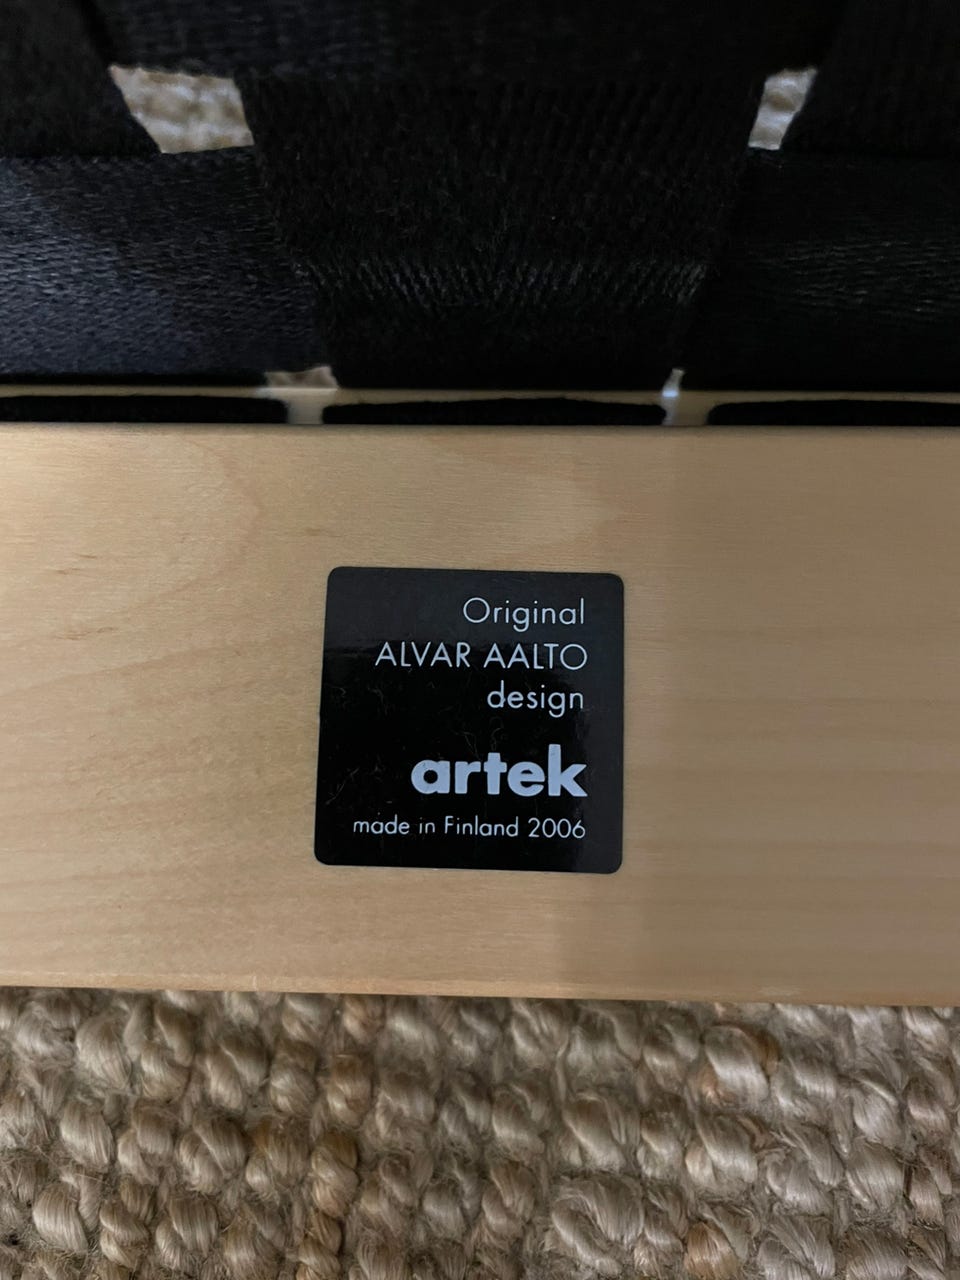 Original
ALVAR AALTO
design
artek
made in Finland 2006